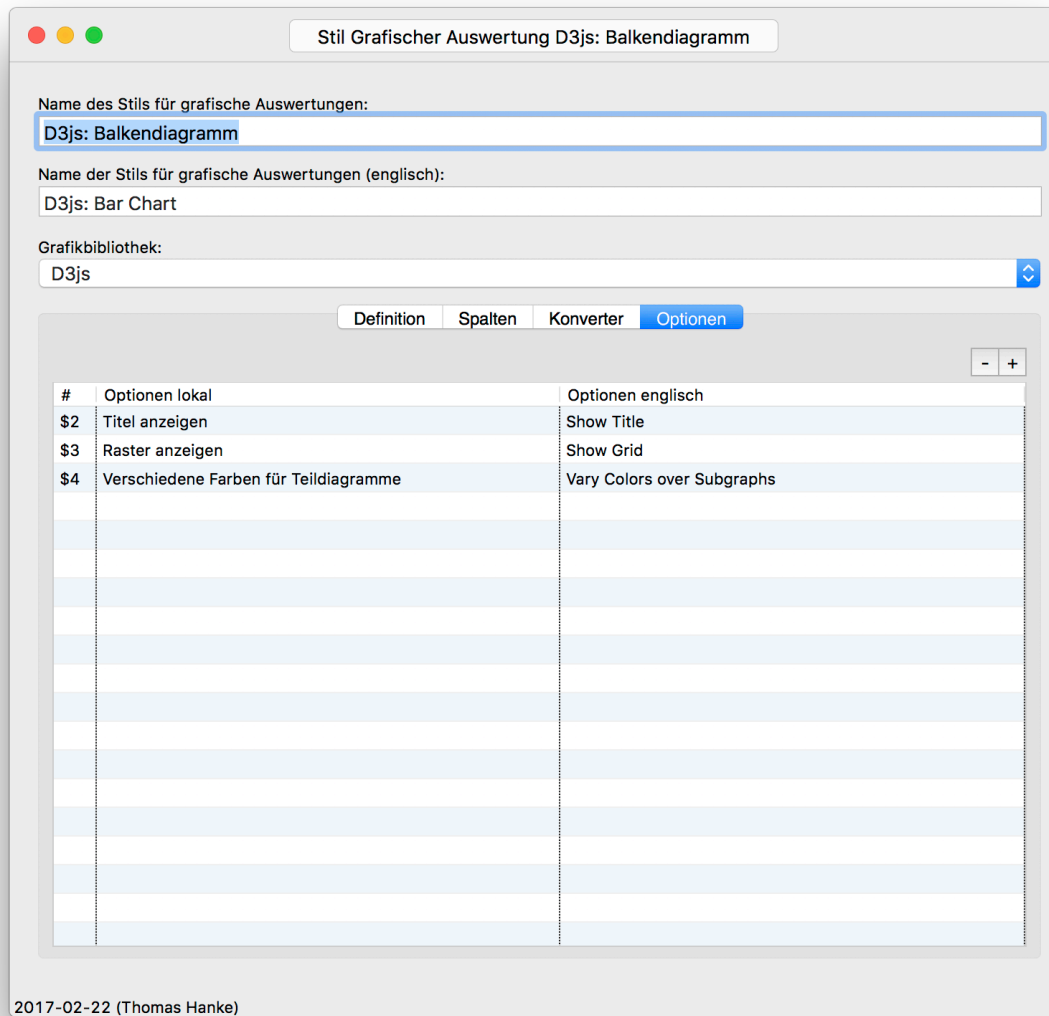 Stil Grafischer Auswertung D3js: Balkendiagramm
Name des Stils für grafische Auswertungen:
D3js: Balkendiagramm
Name der Stils für grafische Auswertungen (englisch):
D3js: Bar Chart
Grafikbibliothek:
D3js
Definition Spalten Konverter Optionen
- +
# Optionen lokal Optionen englisch
$2 Titel anzeigen Show Title
$3 Raster anzeigen Show Grid
$4 Verschiedene Farben für Teildiagramme Vary Colors over Subgraphs
2017-02-22 (Thomas Hanke)